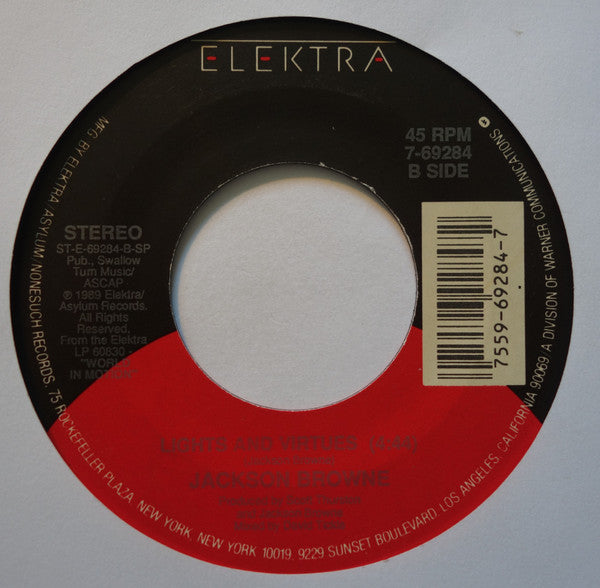 ELEKTRA
45 RPM
7-69284
B SIDE
STEREO
ST-E-69284-B-SP
Pub., Swallow
Turn Music/
ASCAP
℗ 1989 Elektra/
Asylum Records.
All Rights
Reserved.
From the Elektra
LP 60830 -
"WORLD
IN MOTION"
7559-69284-7
LIGHTS AND VIRTUES (4:44)
JACKSON BROWNE
MFG. BY ELEKTRA/ASYLUM/NONESUCH RECORDS, 75 ROCKEFELLER PLAZA, NEW YORK, NEW YORK 10019, 9229 SUNSET BOULEVARD, LOS ANGELES, CALIFORNIA 90069 A DIVISION OF WARNER COMMUNICATIONS